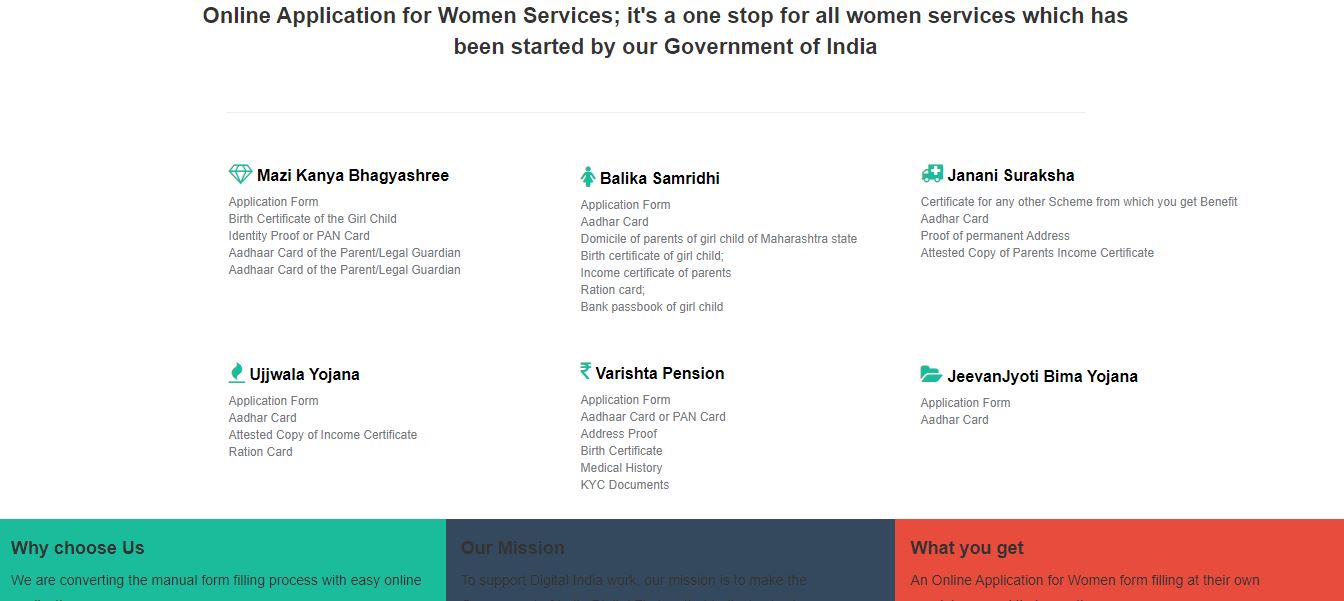 Online Application for Women Services; it's a one stop for all women services which has
been started by our Government of India
Mazi Kanya Bhagyashree
Application Form
Birth Certificate of the Girl Child
Identity Proof or PAN Card
Aadhaar Card of the Parent/Legal Guardian
Aadhaar Card of the Parent/Legal Guardian
Balika Samridhi
Application Form
Aadhar Card
Domicile of parents of girl child of Maharashtra state
Birth certificate of girl child;
Income certificate of parents
Ration card;
Bank passbook of girl child
Janani Suraksha
Certificate for any other Scheme from which you get Benefit
Aadhar Card
Proof of permanent Address
Attested Copy of Parents Income Certificate
Ujjwala Yojana
Application Form
Aadhar Card
Attested Copy of Income Certificate
Ration Card
₹ Varishta Pension
Application Form
Aadhaar Card or PAN Card
Address Proof
Birth Certificate
Medical History
KYC Documents
JeevanJyoti Bima Yojana
Application Form
Aadhar Card
Why choose Us
We are converting the manual form filling process with easy online
Our Mission
To support Digital India work, our mission is to make the
What you get
An Online Application for Women form filling at their own